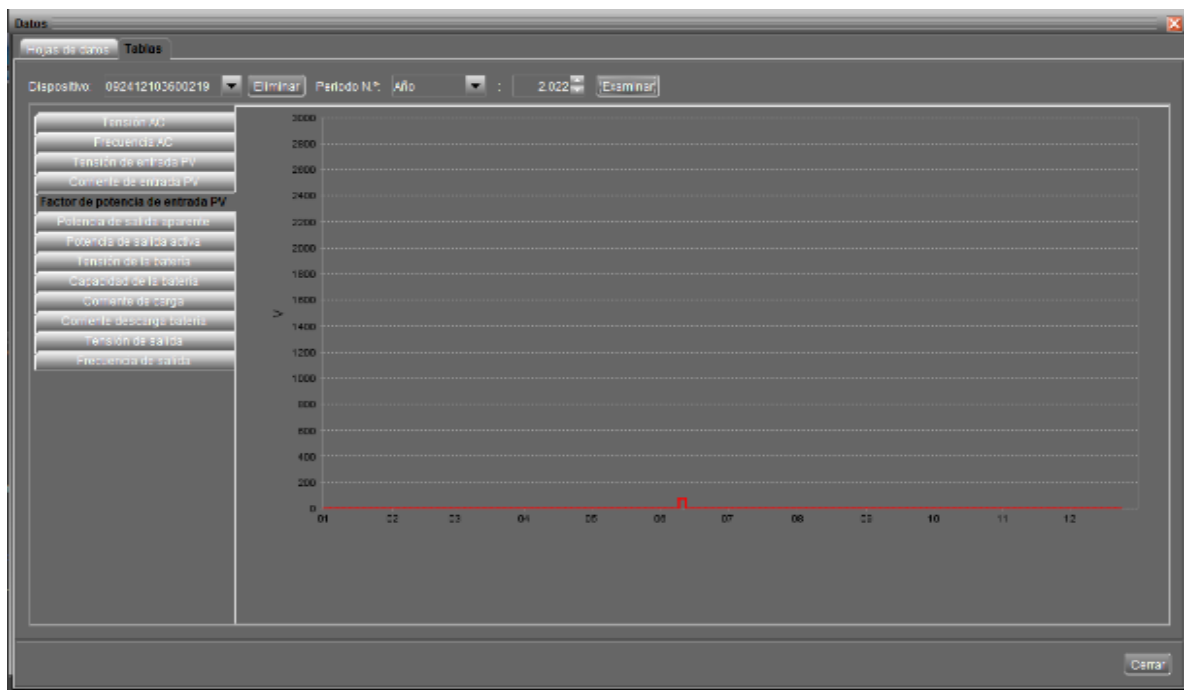 Datos
Hojas de datos Tablas
Dispositivo: 092412103600219 Eliminar Periodo N.º: Año : 2.022 Examinar
Tensión AC
Frecuencia AC
Tensión de entrada PV
Corriente de entrada PV
Factor de potencia de entrada PV
Potencia de salida aparente
Potencia de salida activa
Tensión de la batería
Capacidad de la batería
Corriente de carga
Corriente descarga batería
Tensión de salida
Frecuencia de salida
V
3000
2800
2600
2400
2200
2000
1800
1600
1400
1200
1000
800
600
400
200
0
01 02 03 04 05 06 07 08 09 10 11 12
Cerrar